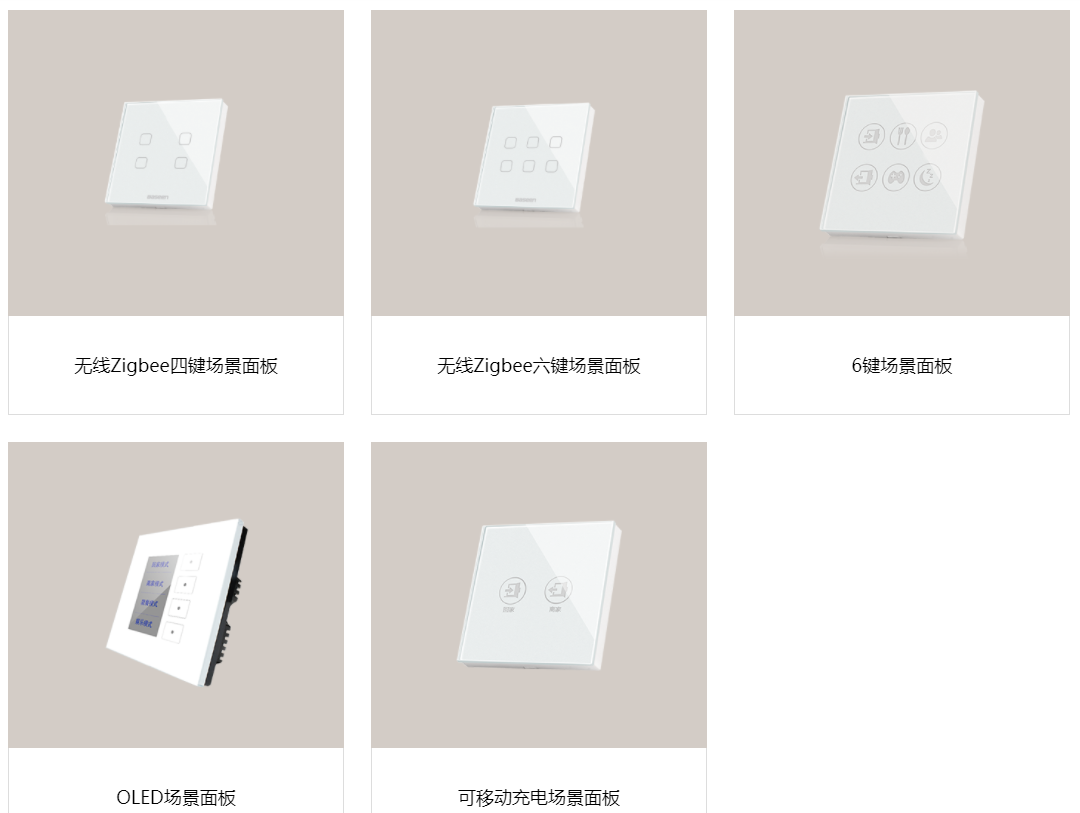 无线Zigbee四键场景面板
无线Zigbee六键场景面板
6键场景面板
OLED场景面板
可移动充电场景面板